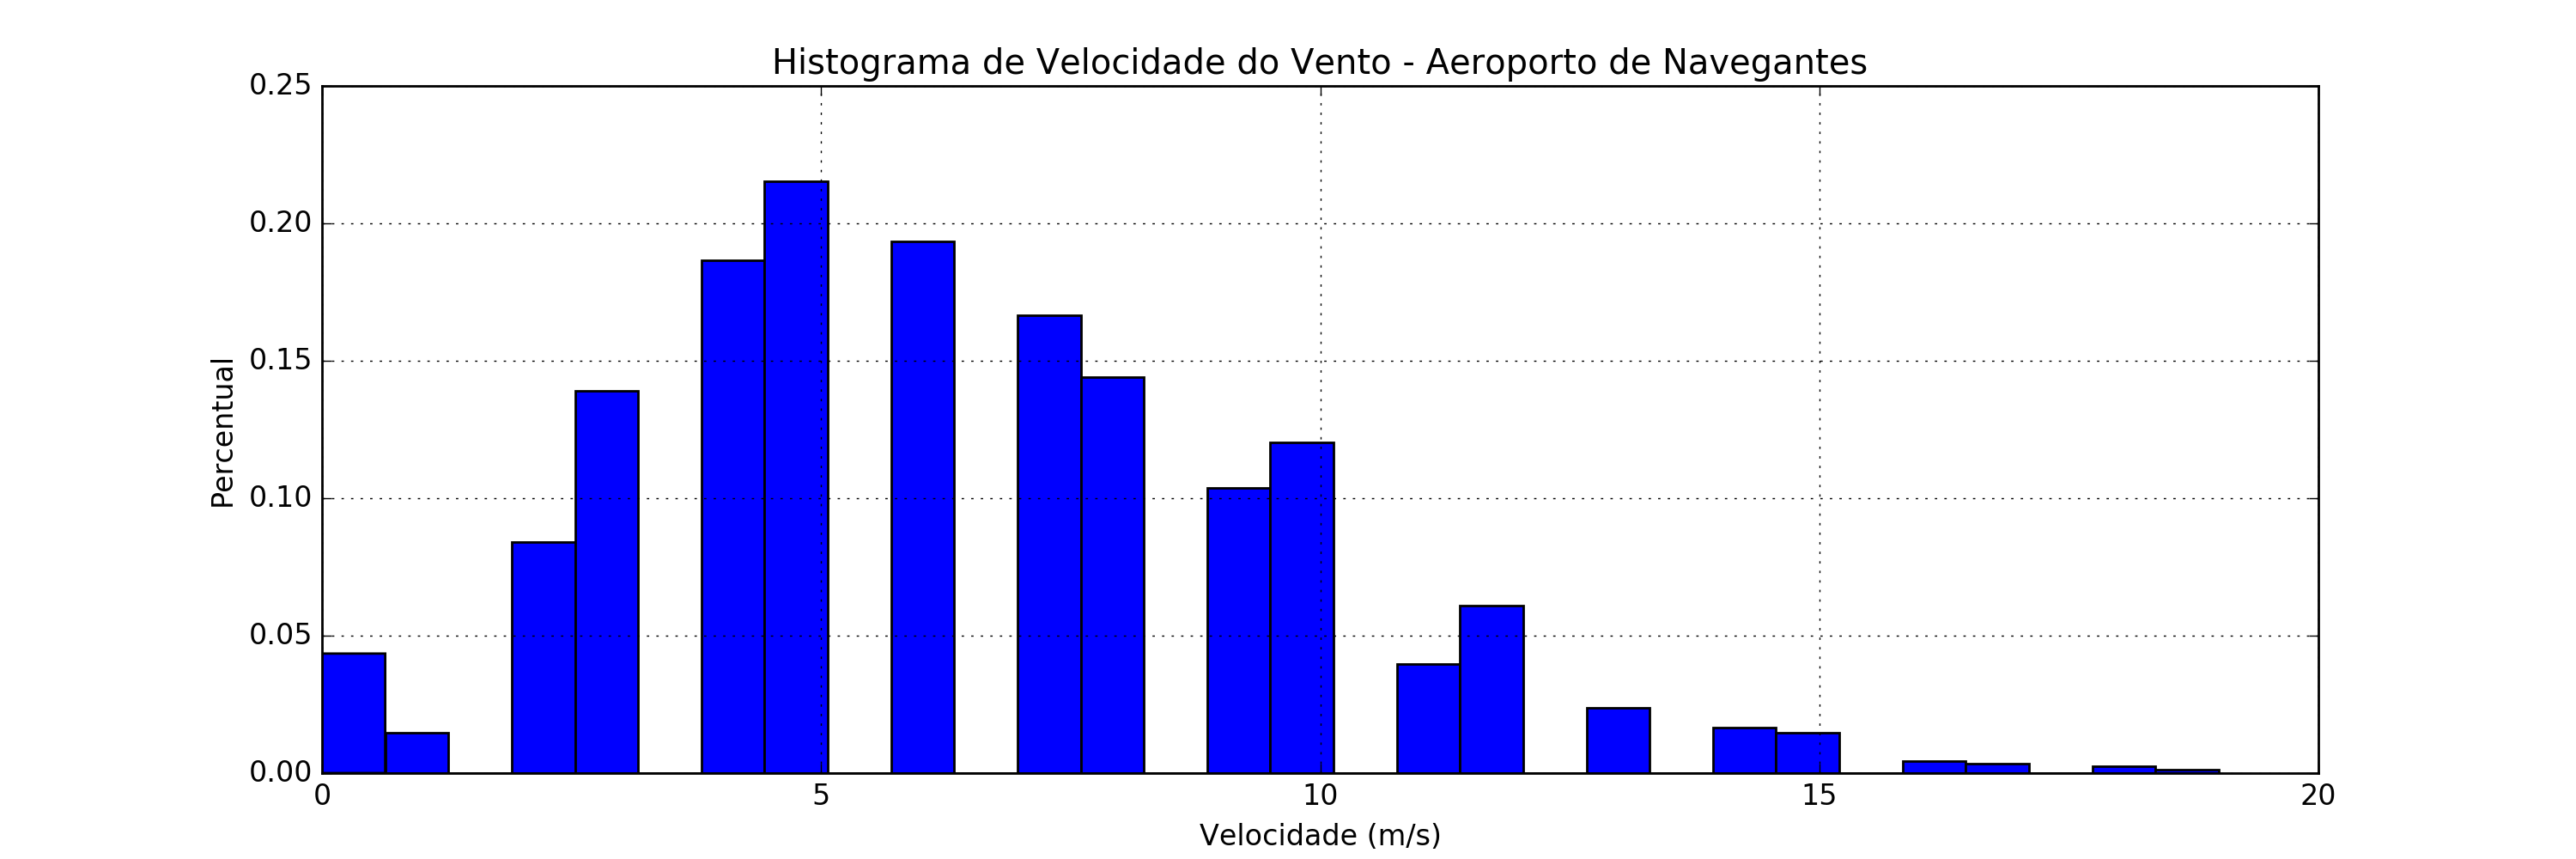 Histograma de Velocidade do Vento - Aeroporto de Navegantes
0.25
0.20
0.15
0.10
0.05
0.00
Percentual
0 5 10 15 20
Velocidade (m/s)